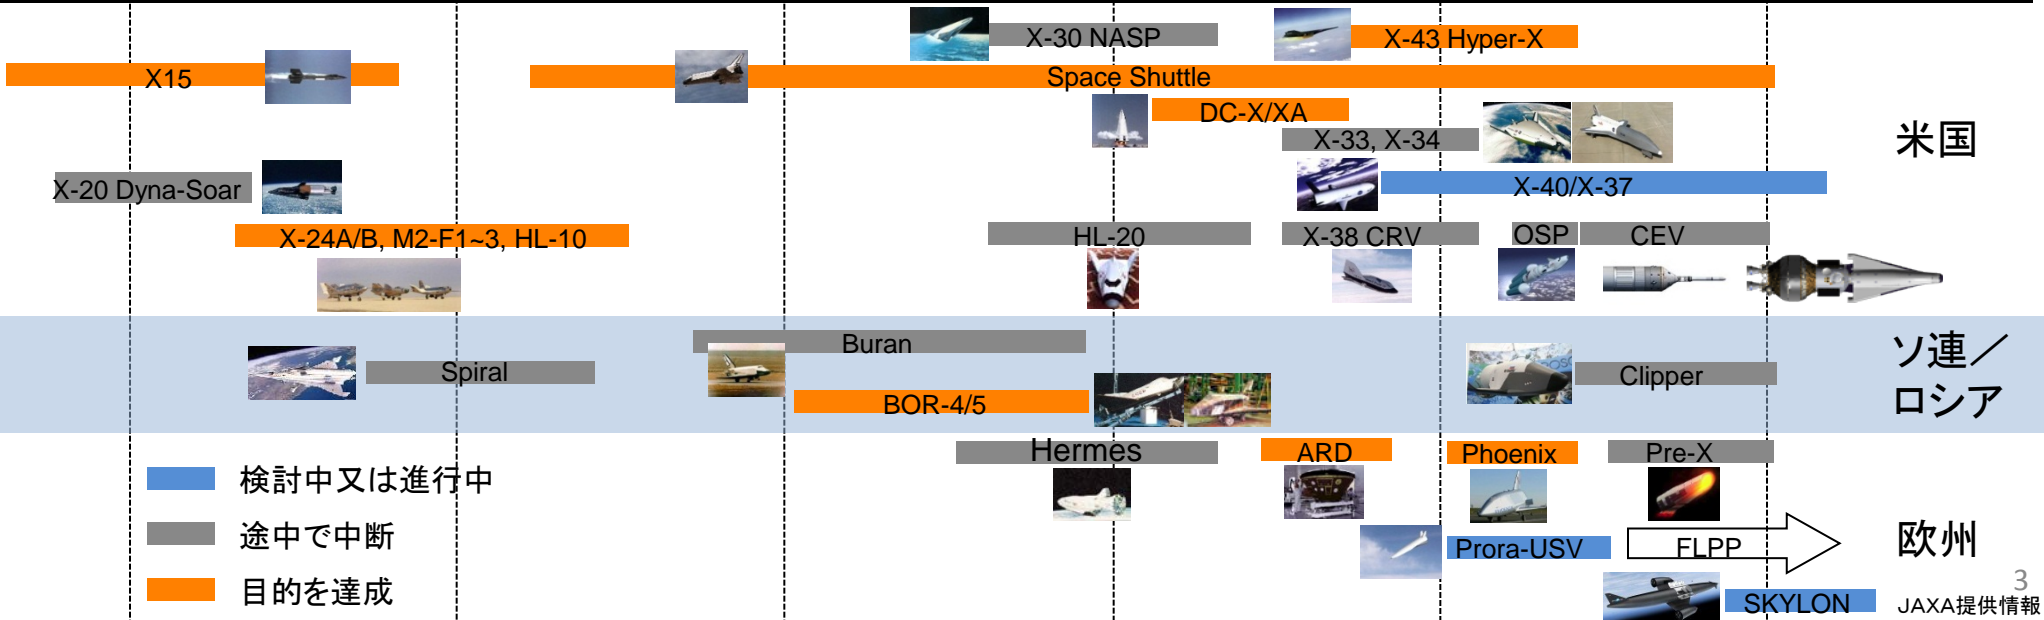 X-30 NASP
X-43 Hyper-X
X15
Space Shuttle
DC-X/XA
X-33, X-34
米国
X-20 Dyna-Soar
X-40/X-37
X-24A/B, M2-F1~3, HL-10
HL-20
X-38 CRV
OSP
CEV
Buran
ソ連／
ロシア
Spiral
Clipper
BOR-4/5
Hermes
ARD
Phoenix
Pre-X
検討中又は進行中
途中で中断
目的を達成
Prora-USV
FLPP
欧州
SKYLON
3
JAXA提供情報